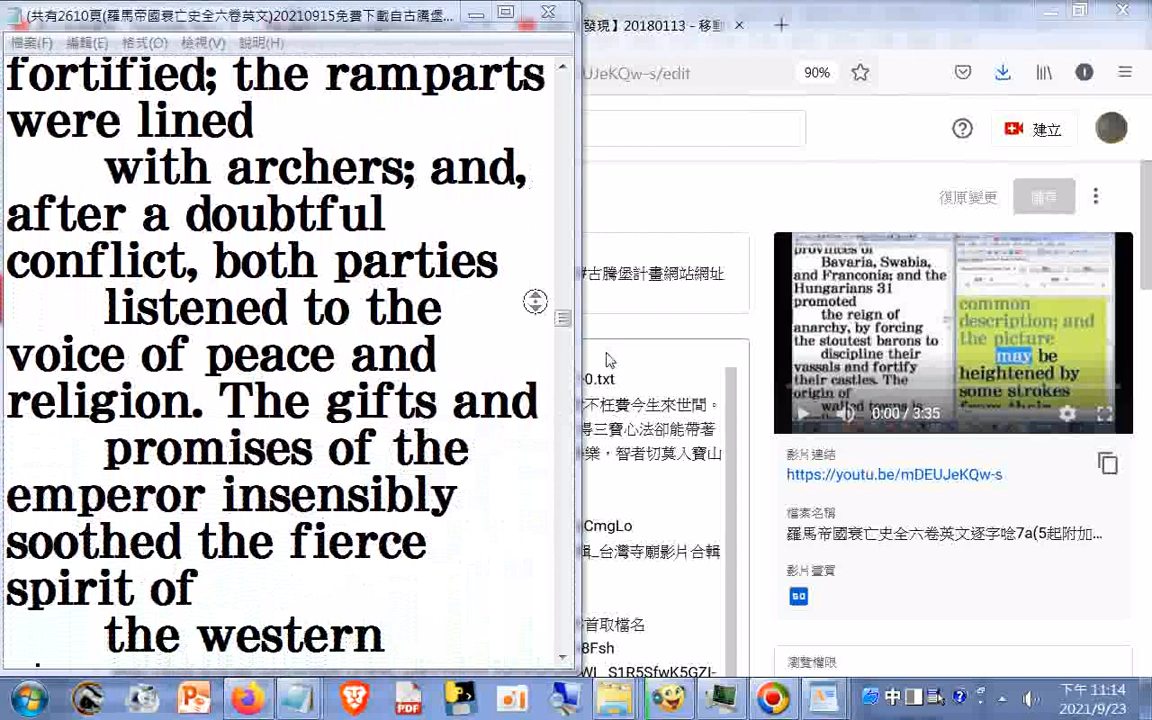 (共有2610頁(羅馬帝國衰亡史全六卷英文)20210915免費下載自古騰堡...
檔案(F) 編輯(E) 格式(O) 檢視(V) 說明(H)
fortified; the ramparts
were lined
with archers; and,
after a doubtful
conflict, both parties
listened to the
voice of peace and
religion. The gifts and
promises of the
emperor insensibly
soothed the fierce
spirit of
the western
發現】20180113 - 移動
UJeKQw-s/edit
90%
建立
復原變更
儲存
#古騰堡計畫網站網址
-0.txt
不枉費今生來世間。
得三寶心法卻能帶著
樂，智者切莫入寶山
CmgLo
輯_台灣寺廟影片合輯
首取檔名
8Fsh
WI_S1R5SfwK5GZI-
provinces of
Bavaria, Swabia,
and Franconia; and the
Hungarians 31
promoted
the reign of
anarchy, by forcing
the stoutest barons to
discipline their
vassals and fortify
their castles. The
origin of
walled towns is
common
description; and
the picture
may be
heightened by
some strokes
0:00 / 3:35
影片連結
https://youtu.be/mDEUJeKQw-s
檔案名稱
羅馬帝國衰亡史全六卷英文逐字唸7a(5起附加...
影片畫質
SD
瀏覽權限
中
下午 11:14
2021/9/23